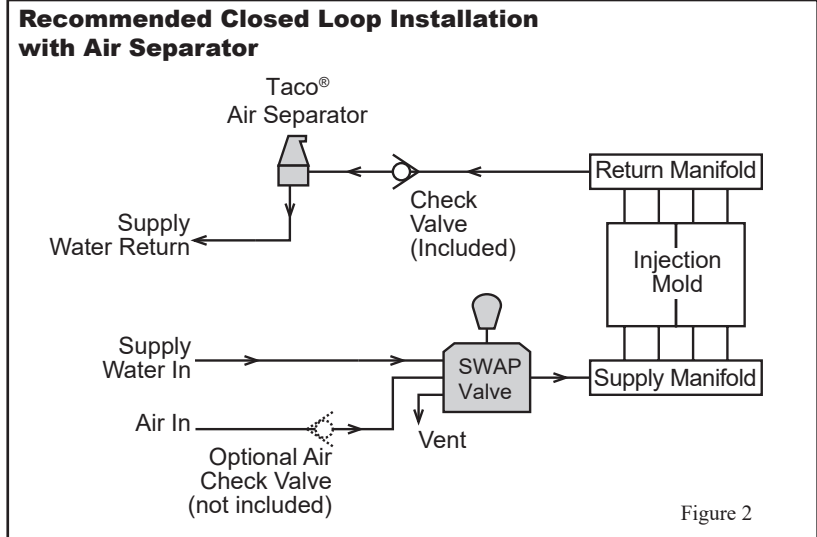 Recommended Closed Loop Installation
with Air Separator
Taco®
Air Separator
Return Manifold
Check
Valve
(Included)
Supply
Water Return
Injection
Mold
Supply
Water In
SWAP
Valve
Supply Manifold
Air In
Vent
Optional Air
Check Valve
(not included)
Figure 2